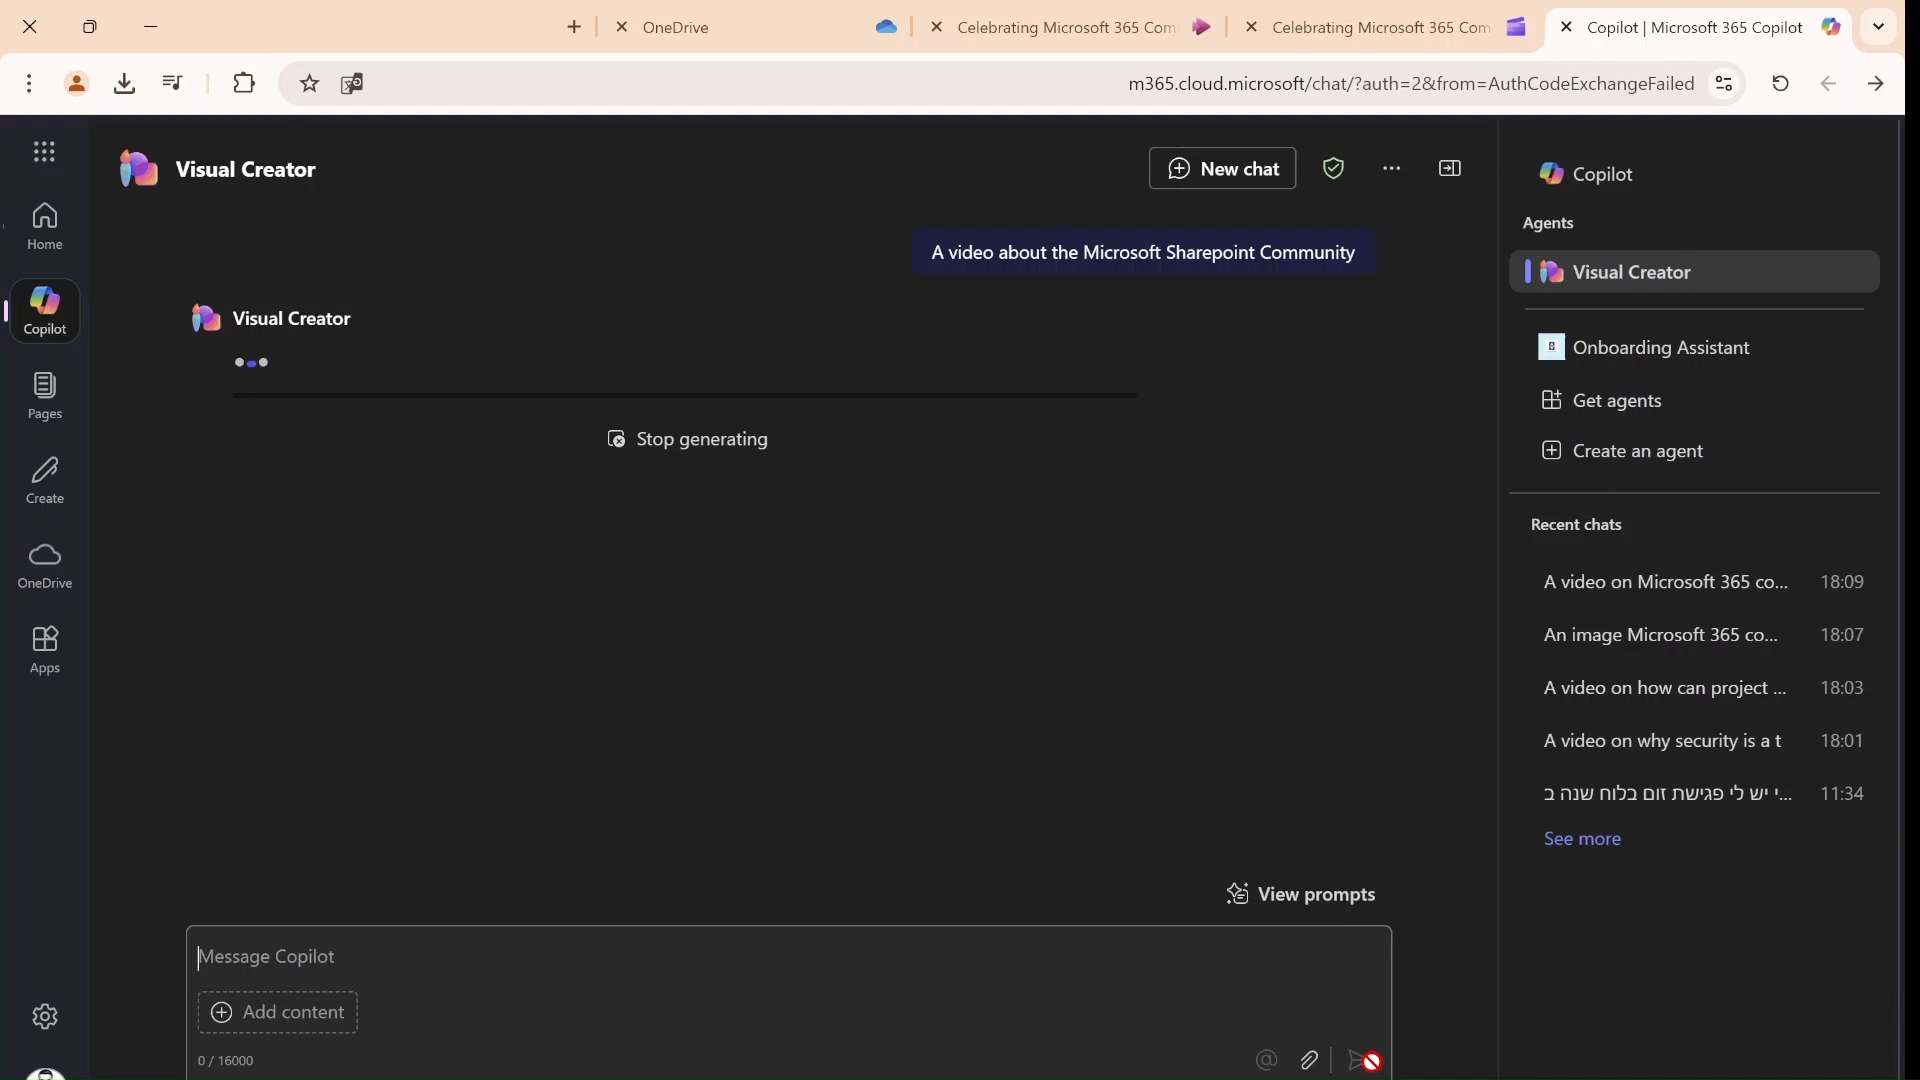 OneDrive
Celebrating Microsoft 365 Com
Celebrating Microsoft 365 Com
Copilot | Microsoft 365 Copilot
m365.cloud.microsoft/chat/?auth=2&from=AuthCodeExchangeFailed
Home
Copilot
Pages
Create
OneDrive
Apps
Visual Creator
New chat
A video about the Microsoft Sharepoint Community
Visual Creator
Stop generating
View prompts
Message Copilot
Add content
0 / 16000
Copilot
Agents
Visual Creator
Onboarding Assistant
Get agents
Create an agent
Recent chats
A video on Microsoft 365 co... 18:09
An image Microsoft 365 co... 18:07
A video on how can project ... 18:03
A video on why security is a t 18:01
י יש לי פגישת זום בלוח שנה ב... 11:34
See more